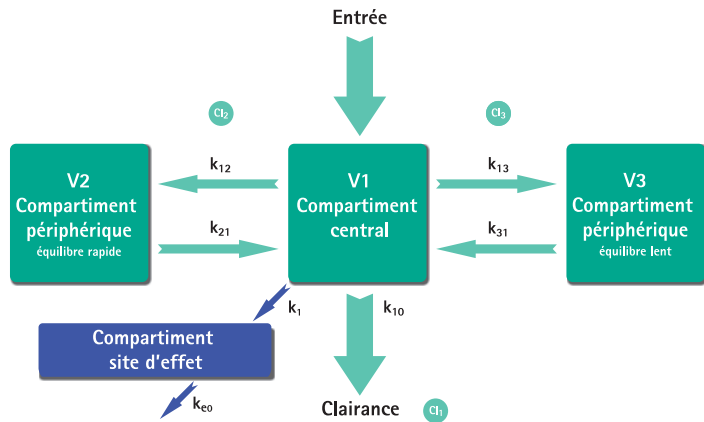 Entrée
Cl₂
Cl₃
k₁₂
k₁₃
V2
Compartiment
périphérique
équilibre rapide
V1
Compartiment
central
V3
Compartiment
périphérique
équilibre lent
k₂₁
k₃₁
k₁
k₁₀
Compartiment
site d'effet
kₑ₀
Clairance
Cl₁